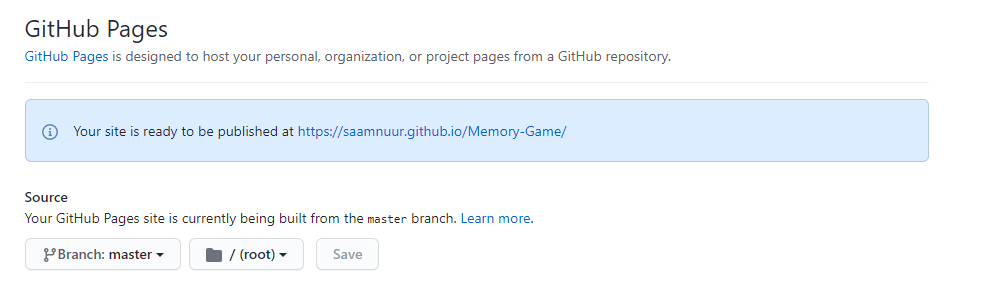 GitHub Pages
GitHub Pages is designed to host your personal, organization, or project pages from a GitHub repository.
Your site is ready to be published at https://saamnuur.github.io/Memory-Game/
Source
Your GitHub Pages site is currently being built from the master branch. Learn more.
Branch: master / (root) Save